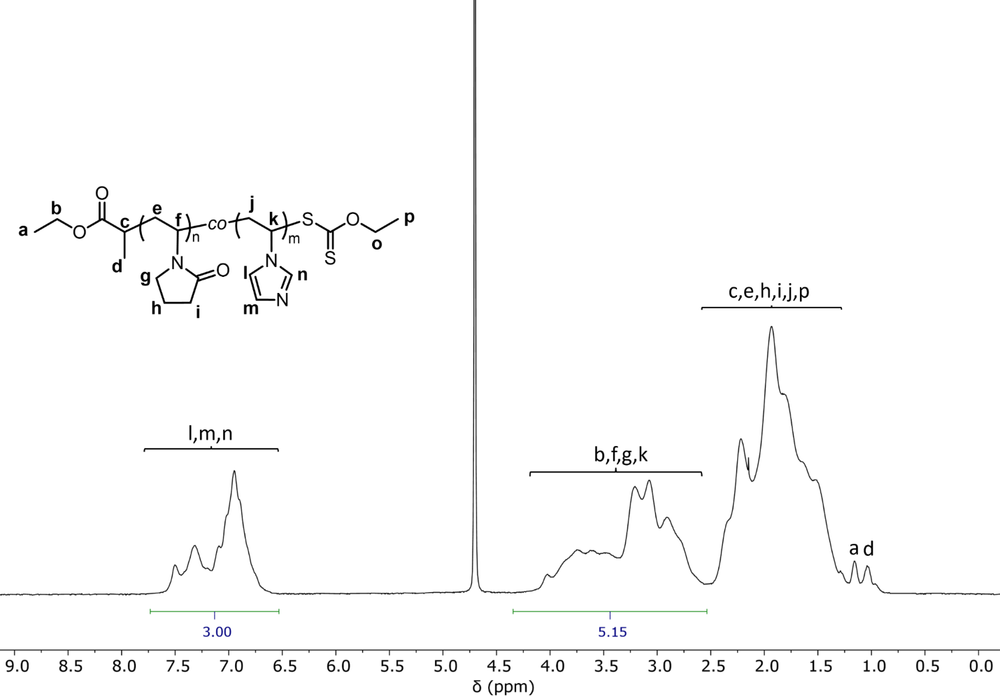 O
b
e
j
a
O
c
f
n
co
k
m
S
O
p
o
S
d
g
N
O
h
i
l
N
n
m
N
c,e,h,i,j,p
l,m,n
b,f,g,k
a d
3.00
5.15
9.0 8.5 8.0 7.5 7.0 6.5 6.0 5.5 5.0 4.5 4.0 3.5 3.0 2.5 2.0 1.5 1.0 0.5 0.0
δ (ppm)